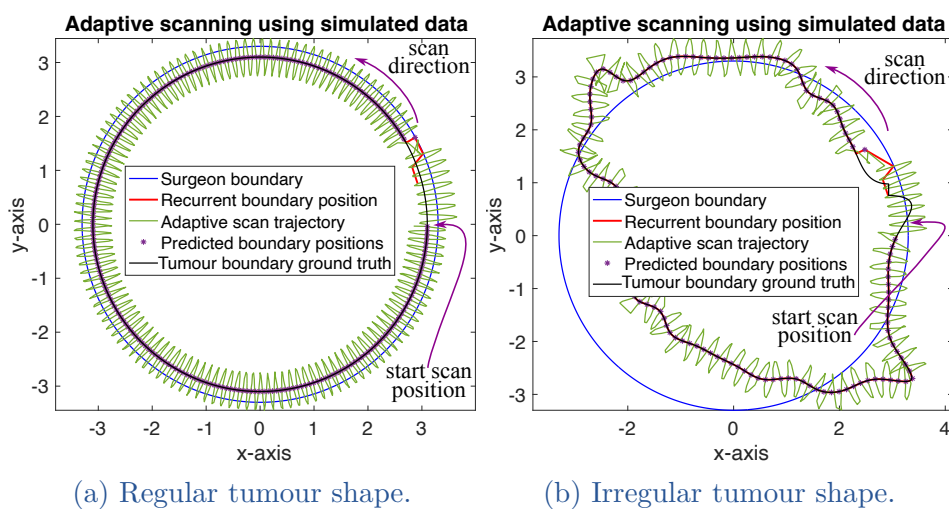 Adaptive scanning using simulated data
scan
direction
3
2
1
0
-1
-2
-3
y-axis
Surgeon boundary
Recurrent boundary position
Adaptive scan trajectory
Predicted boundary positions
Tumour boundary ground truth
start scan
position
-3 -2 -1 0 1 2 3
x-axis
(a) Regular tumour shape.
Adaptive scanning using simulated data
scan
direction
3
2
1
0
-1
-2
-3
y-axis
Surgeon boundary
Recurrent boundary position
Adaptive scan trajectory
Predicted boundary positions
Tumour boundary ground truth
start scan
position
-2 0 2 4
x-axis
(b) Irregular tumour shape.